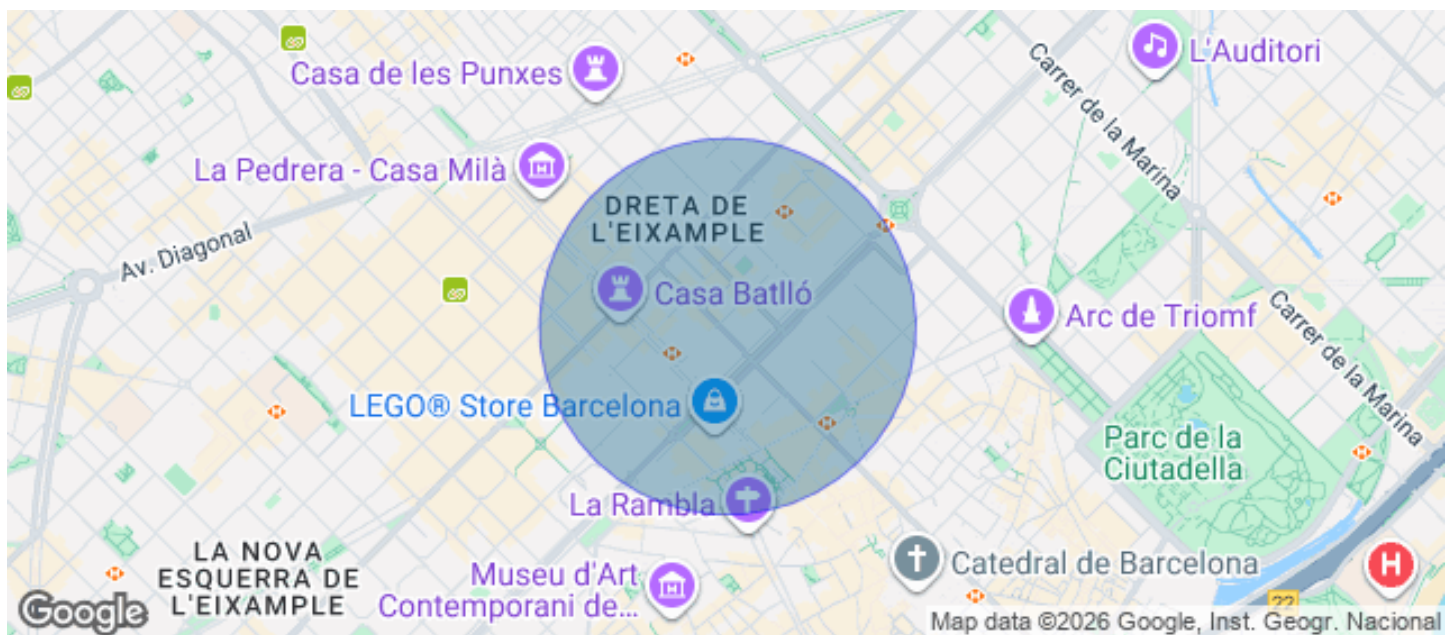 Casa de les Punxes
L'Auditori
Carrer de la Marina
La Pedrera - Casa Milà
DRETA DE
L'EIXAMPLE
Av. Diagonal
Casa Batlló
Arc de Triomf
Carrer de la Marina
LEGO® Store Barcelona
Parc de la
Ciutadella
La Rambla
LA NOVA
ESQUERRA DE
L'EIXAMPLE
Museu d'Art
Contemporani de...
Catedral de Barcelona
H
22
Google
Map data ©2026 Google, Inst. Geogr. Nacional